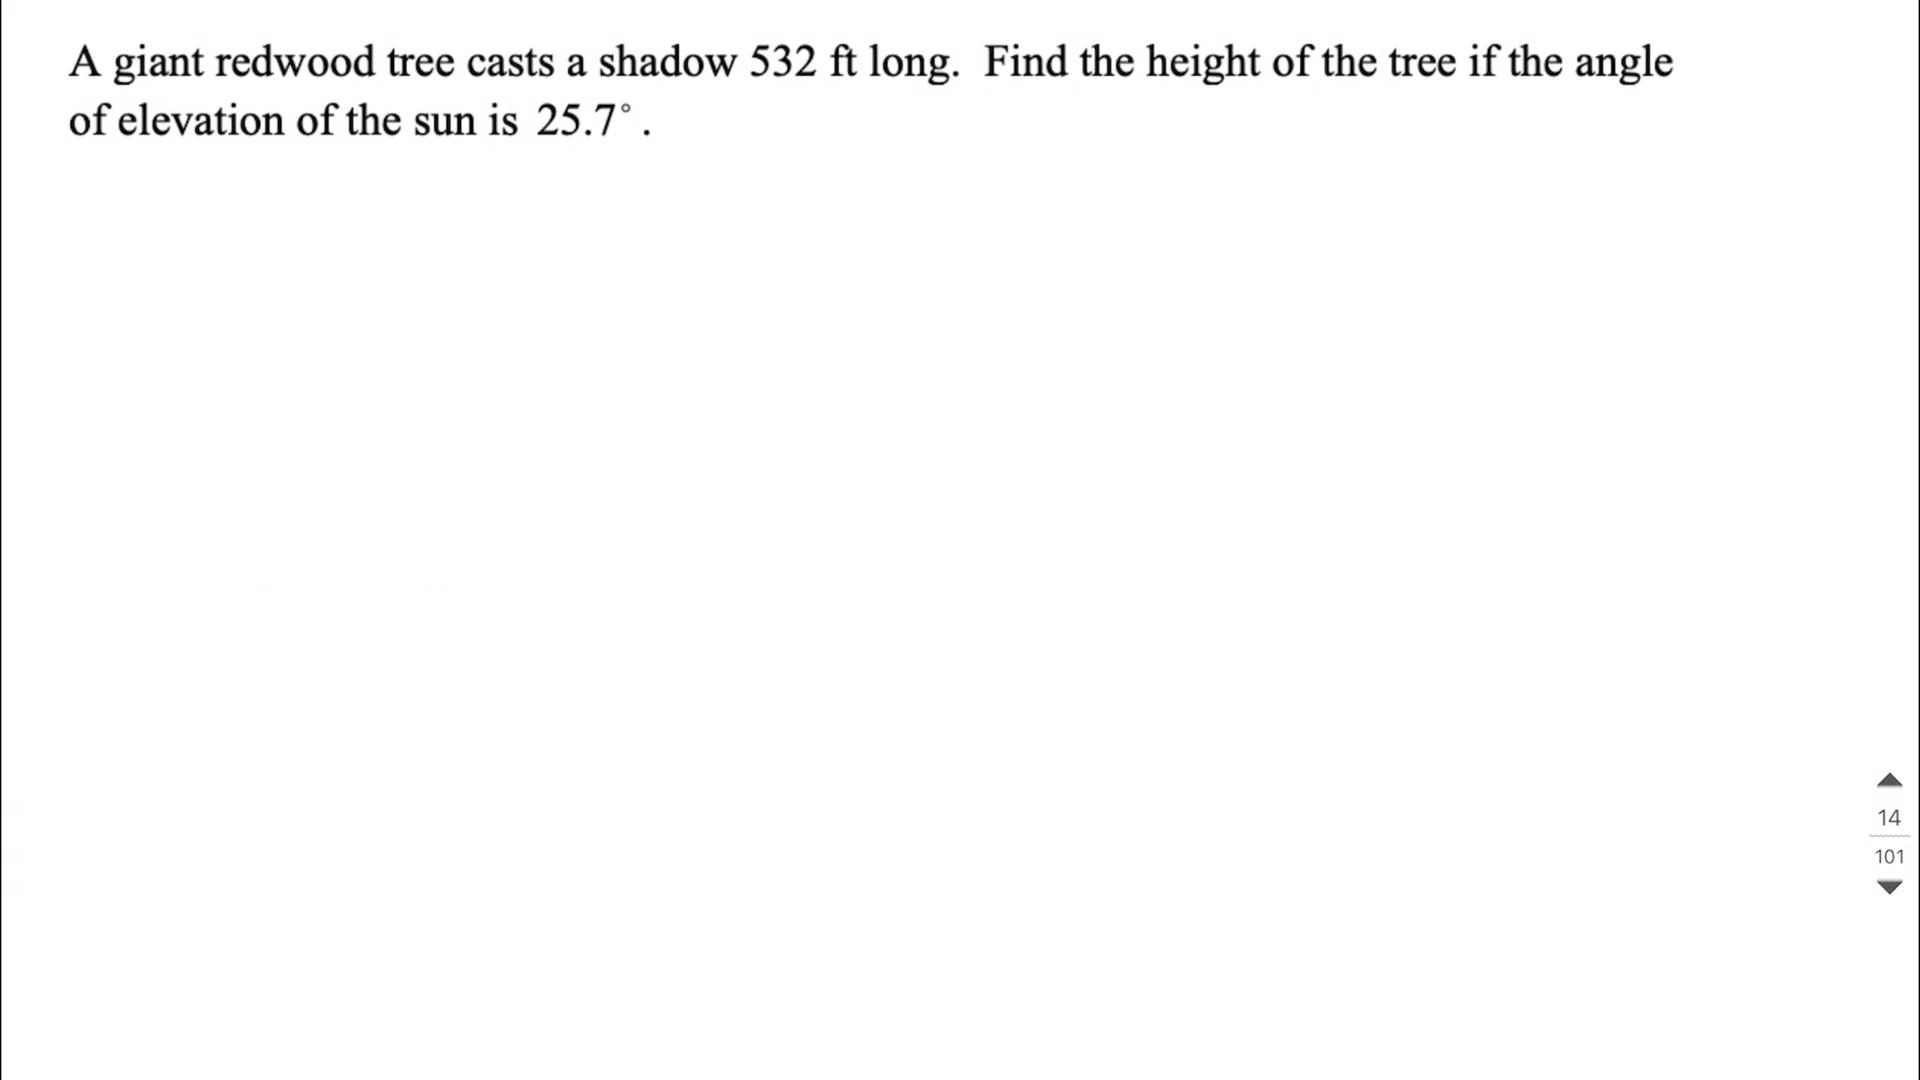 A giant redwood tree casts a shadow 532 ft long. Find the height of the tree if the angle
of elevation of the sun is 25.7°.
14
101